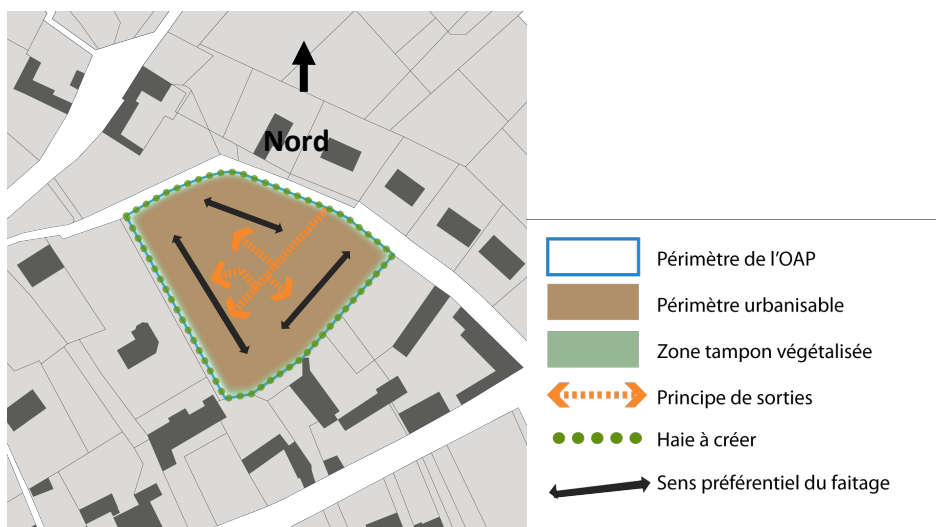 Nord
Périmètre de l’OAP
Périmètre urbanisable
Zone tampon végétalisée
Principe de sorties
Haie à créer
Sens préférentiel du faitage